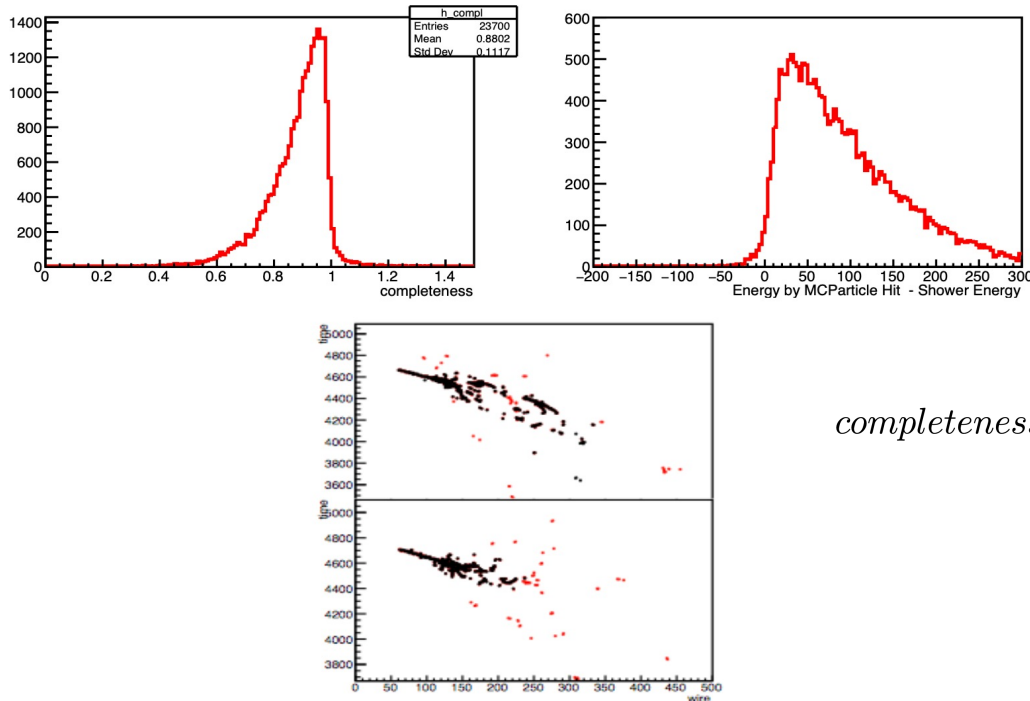 h_compl
Entries 23700
Mean 0.8802
Std Dev 0.1117
1400
1200
1000
800
600
400
200
0
0 0.2 0.4 0.6 0.8 1 1.2 1.4
completeness
600
500
400
300
200
100
0
−200 −150 −100 −50 0 50 100 150 200 250 300
Energy by MCParticle Hit - Shower Energy
time
5000
4800
4600
4400
4200
4000
3800
3600
completenes
time
5000
4800
4600
4400
4200
4000
3800
0 50 100 150 200 250 300 350 400 450 500
wire